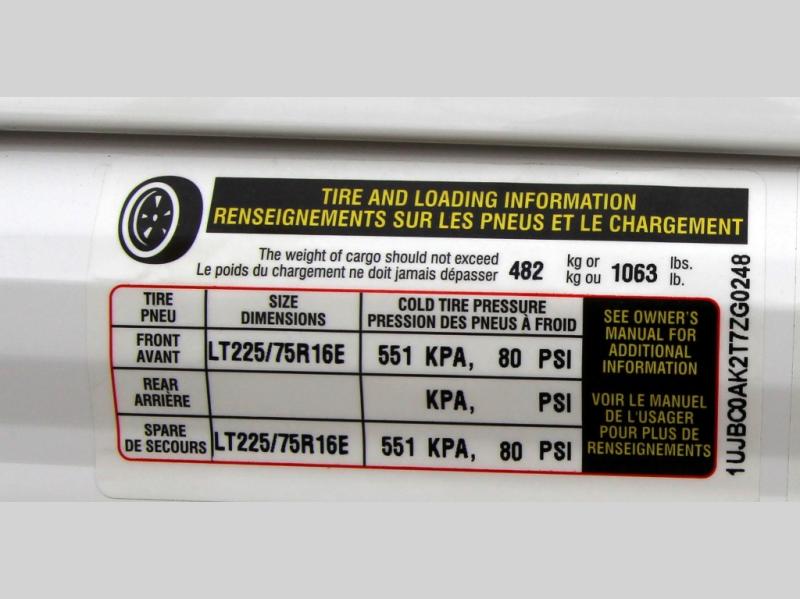 TIRE AND LOADING INFORMATION
RENSEIGNEMENTS SUR LES PNEUS ET LE CHARGEMENT
The weight of cargo should not exceed
Le poids du chargement ne doit jamais dépasser
482
kg or
kg ou
1063
lbs.
lb.
TIRE
PNEU
SIZE
DIMENSIONS
COLD TIRE PRESSURE
PRESSION DES PNEUS À FROID
FRONT
AVANT
LT225/75R16E
551 KPA, 80 PSI
REAR
ARRIÈRE
KPA, PSI
SPARE
DE SECOURS
LT225/75R16E
551 KPA, 80 PSI
SEE OWNER'S
MANUAL FOR
ADDITIONAL
INFORMATION
VOIR LE MANUEL
DE L'USAGER
POUR PLUS DE
RENSEIGNEMENTS
1UJBC0AK2T7ZG0248